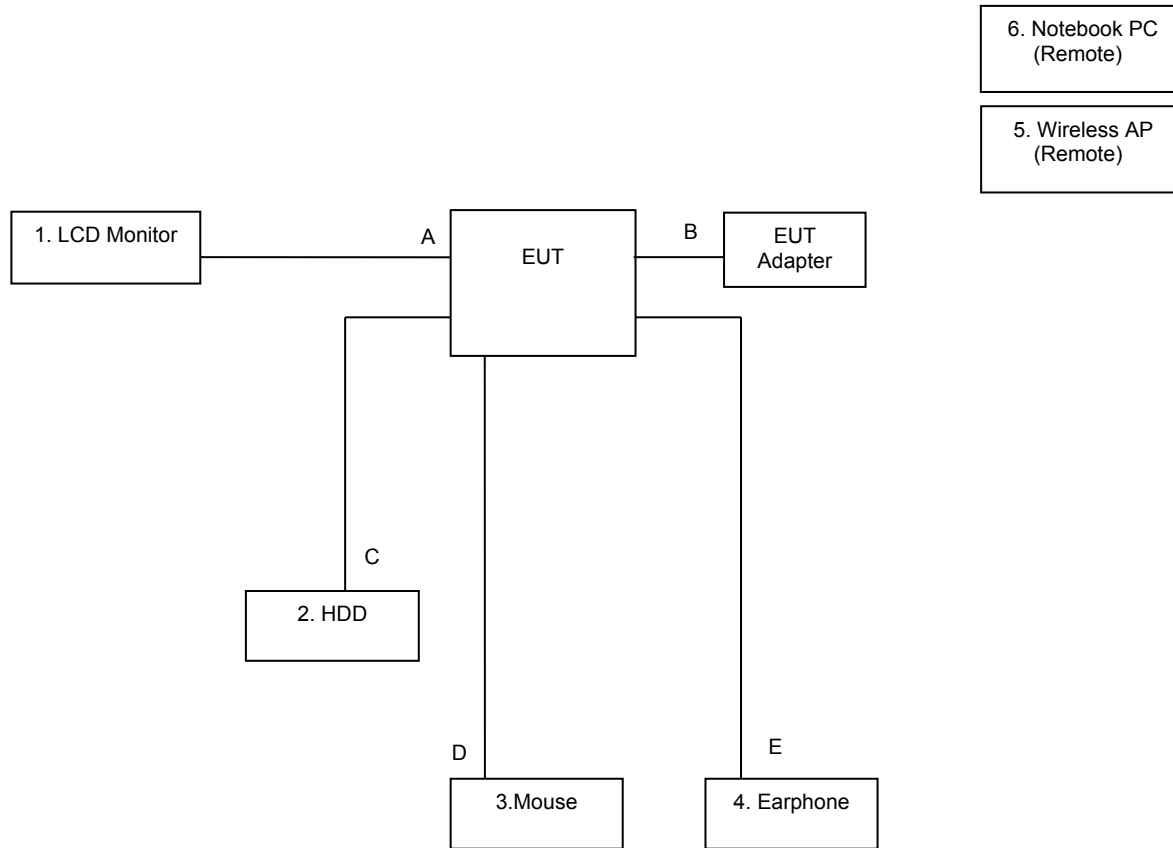 6. Notebook PC
(Remote)
5. Wireless AP
(Remote)
1. LCD Monitor
A
EUT
B
EUT
Adapter
C
2. HDD
D
E
3.Mouse
4. Earphone